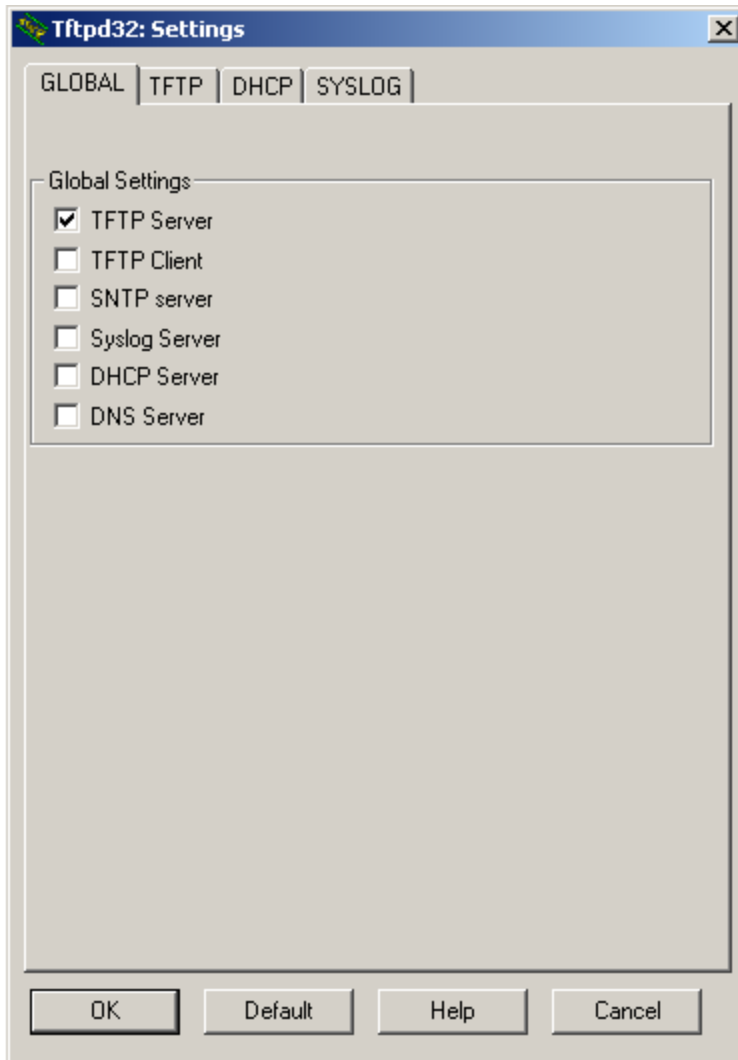 Tftpd32: Settings
GLOBAL TFTP DHCP SYSLOG
Global Settings
TFTP Server
TFTP Client
SNTP server
Syslog Server
DHCP Server
DNS Server
OK Default Help Cancel